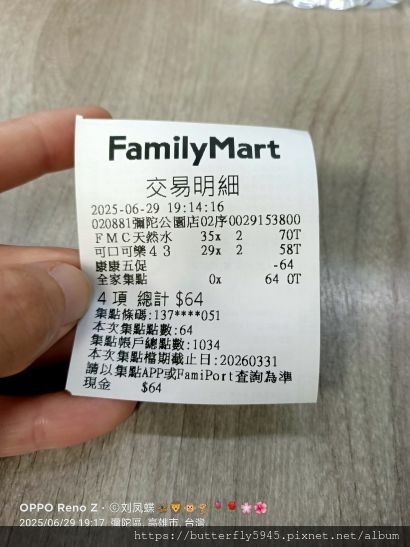 FamilyMart
交易明細
2025-06-29 19:14:16
020881彌陀公園店02序0029153800
FMC天然水 35x 2 70T
可口可樂43 29x 2 58T
康康五促 -64
全家集點 0x 64 0T
4項 總計 $64
集點條碼:137****051
本次集點點數:64
集點帳戶總點數:1034
本次集點檔期截止日:20260331
請以集點APP或FamiPort查詢為準
現金 $64
OPPO Reno Z · ©刘凤蝶
2025/06/29 19:17 彌陀區, 高雄市, 台灣
https://butterfly5945.pixnet.net/album